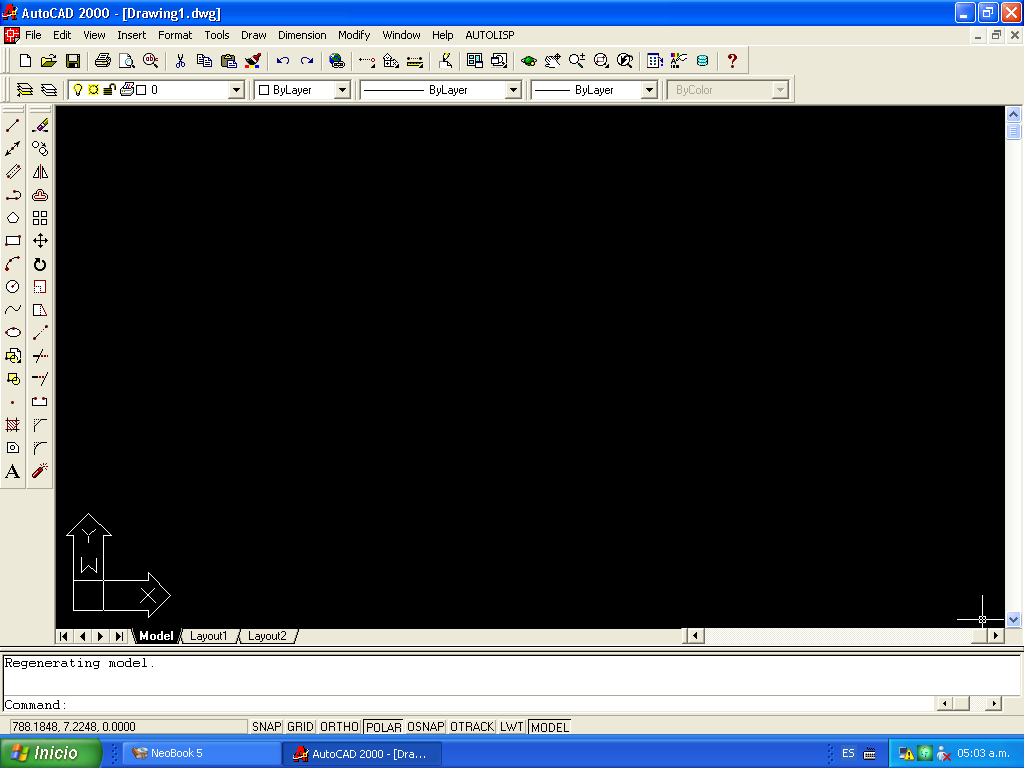 AutoCAD 2000 - [Drawing1.dwg]
File Edit View Insert Format Tools Draw Dimension Modify Window Help AUTOLISP
abc ?
0 ByLayer ByLayer ByLayer ByColor
A
Y
W
X
Model Layout1 Layout2
Regenerating model.
Command:
788.1848, 7.2248, 0.0000 SNAP GRID ORTHO POLAR OSNAP OTRACK LWT MODEL
Inicio NeoBook 5 AutoCAD 2000 - [Dra... ES 05:03 a.m.